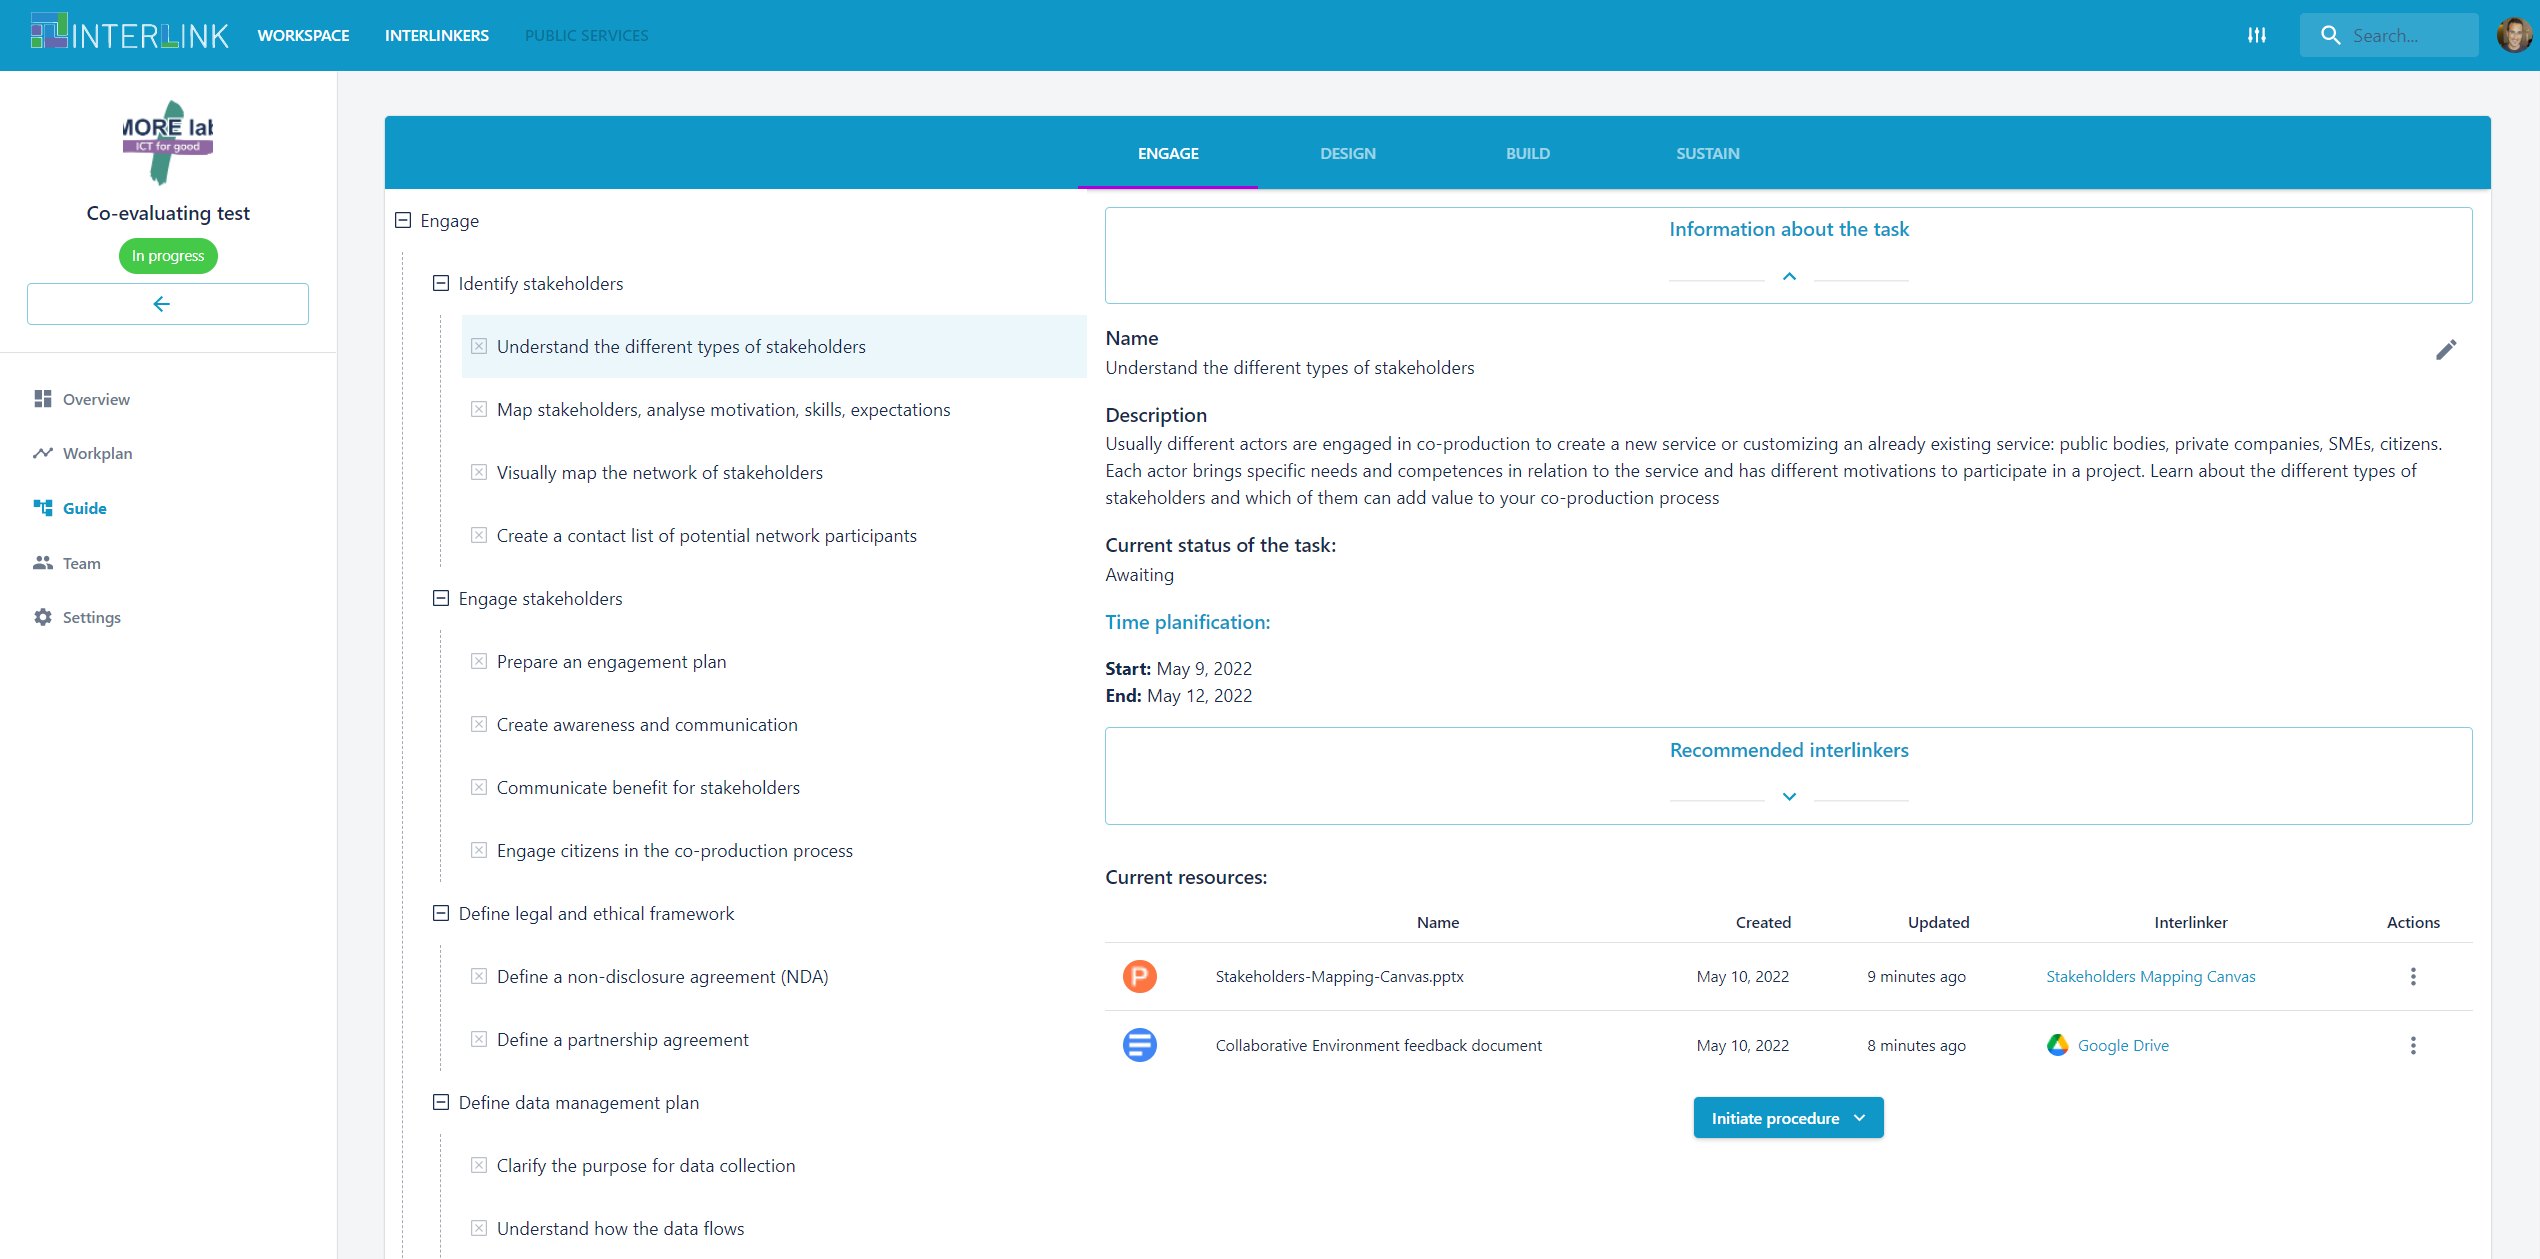 INTERLINK
WORKSPACE
INTERLINKERS
PUBLIC SERVICES
Search...
MORE lab
ICT for good
Co-evaluating test
In progress
Overview
Workplan
Guide
Team
Settings
ENGAGE
DESIGN
BUILD
SUSTAIN
Engage
Identify stakeholders
Understand the different types of stakeholders
Map stakeholders, analyse motivation, skills, expectations
Visually map the network of stakeholders
Create a contact list of potential network participants
Engage stakeholders
Prepare an engagement plan
Create awareness and communication
Communicate benefit for stakeholders
Engage citizens in the co-production process
Define legal and ethical framework
Define a non-disclosure agreement (NDA)
Define a partnership agreement
Define data management plan
Clarify the purpose for data collection
Understand how the data flows
Information about the task
Name
Understand the different types of stakeholders
Description
Usually different actors are engaged in co-production to create a new service or customizing an already existing service: public bodies, private companies, SMEs, citizens.
Each actor brings specific needs and competences in relation to the service and has different motivations to participate in a project. Learn about the different types of
stakeholders and which of them can add value to your co-production process
Current status of the task:
Awaiting
Time planification:
Start: May 9, 2022
End: May 12, 2022
Recommended interlinkers
Current resources:
Name Created Updated Interlinker Actions
P Stakeholders-Mapping-Canvas.pptx May 10, 2022 9 minutes ago Stakeholders Mapping Canvas
Collaborative Environment feedback document May 10, 2022 8 minutes ago Google Drive
Initiate procedure